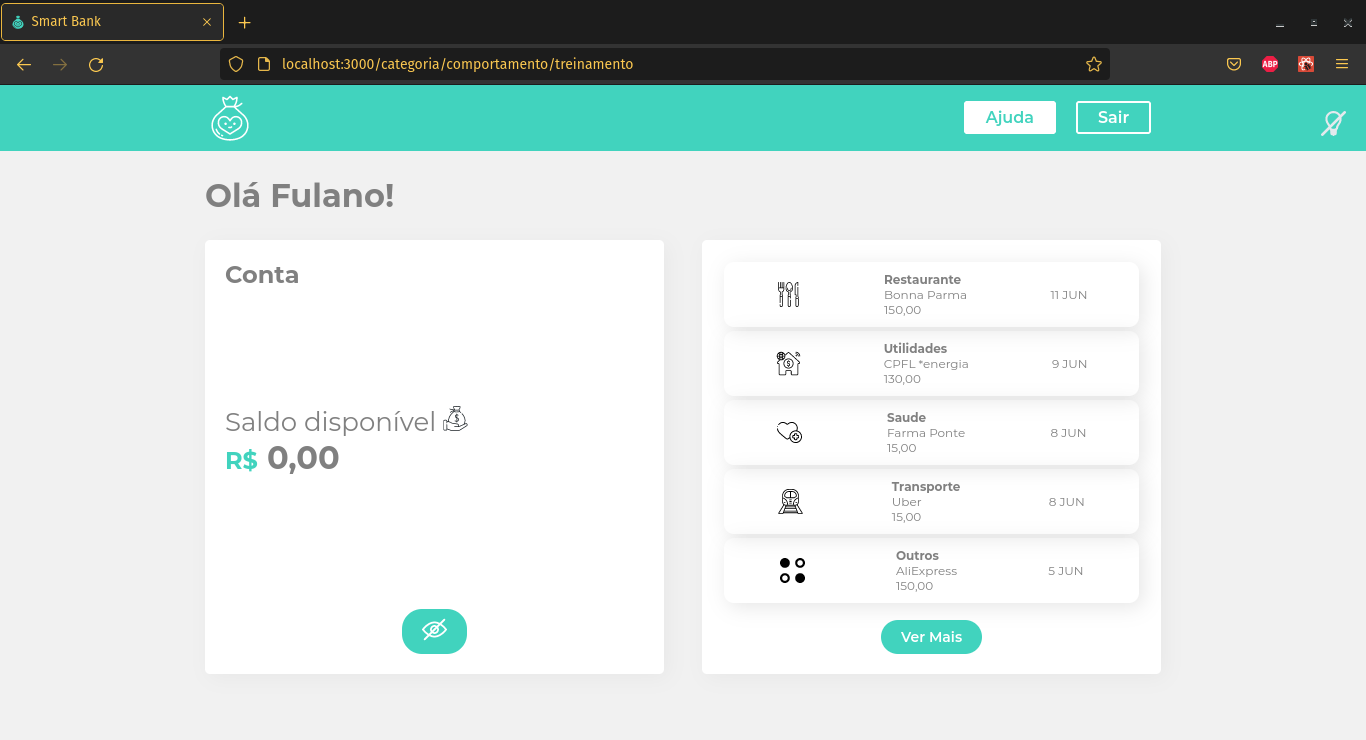 Smart Bank
localhost:3000/categoria/comportamento/treinamento
ABP
Ajuda
Sair
Olá Fulano!
Conta
Saldo disponível
R$ 0,00
Restaurante
Bonna Parma
150,00
11 JUN
Utilidades
CPFL *energia
130,00
9 JUN
Saude
Farma Ponte
15,00
8 JUN
Transporte
Uber
15,00
8 JUN
Outros
AliExpress
150,00
5 JUN
Ver Mais